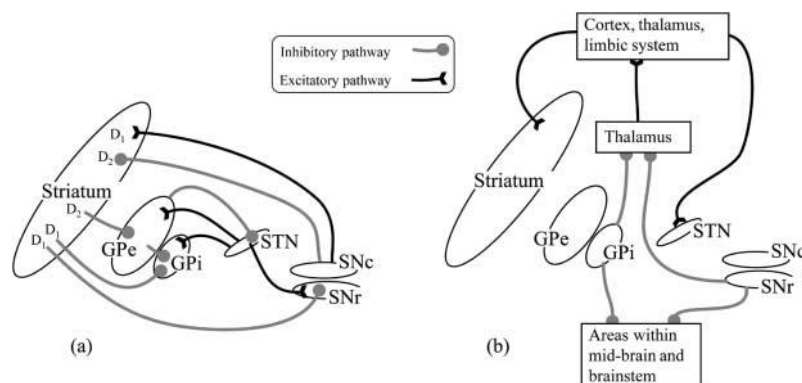 Inhibitory pathway
Excitatory pathway
D1
D2
Striatum
D2
D1
D1
GPe
GPi
STN
SNc
SNr
(a)
Cortex, thalamus,
limbic system
Thalamus
Striatum
GPe
GPi
STN
SNc
SNr
(b)
Areas within
mid-brain and
brainstem